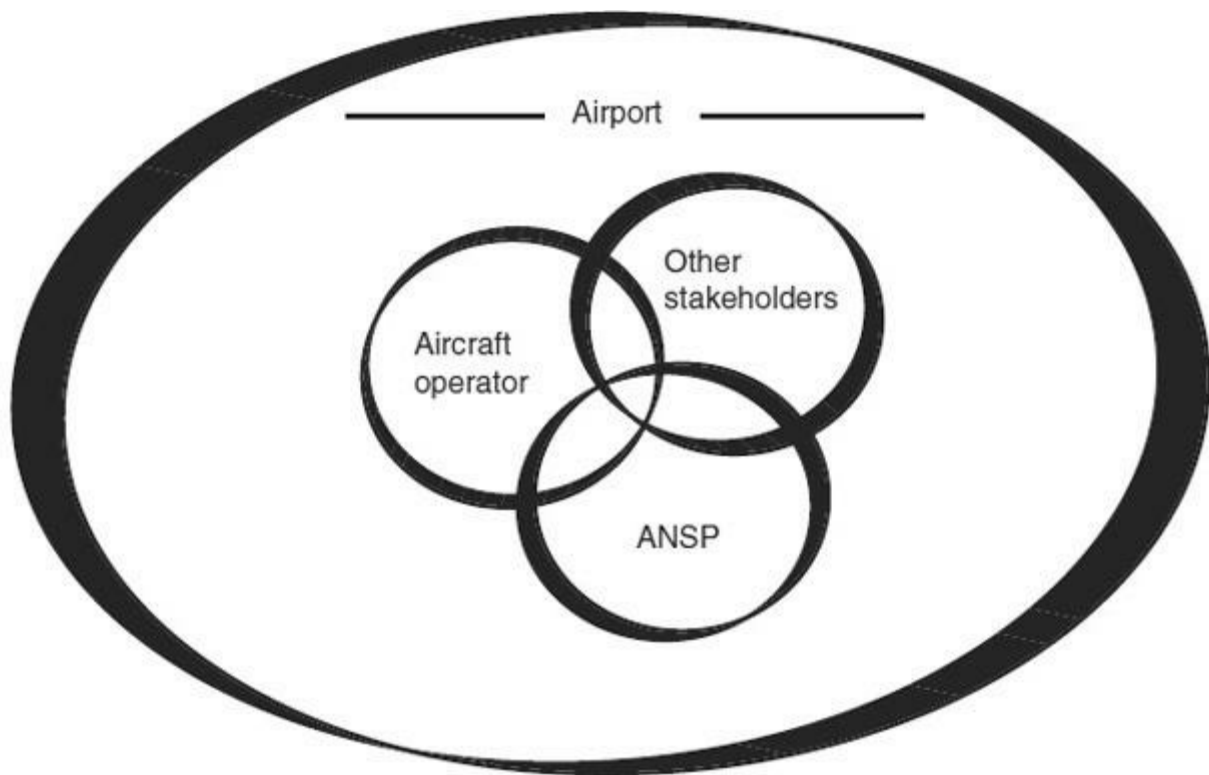 Airport
Other
stakeholders
Aircraft
operator
ANSP